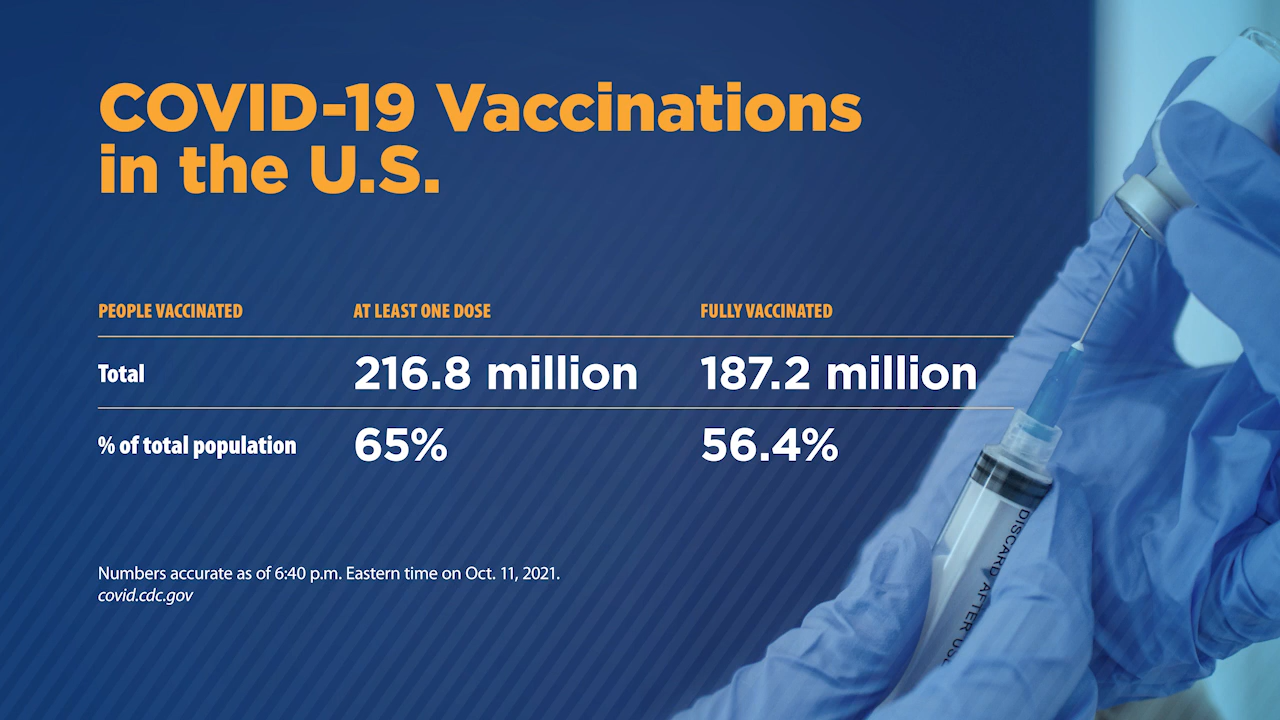 COVID-19 Vaccinations
in the U.S.
PEOPLE VACCINATED AT LEAST ONE DOSE FULLY VACCINATED
Total 216.8 million 187.2 million
% of total population 65% 56.4%
Numbers accurate as of 6:40 p.m. Eastern time on Oct. 11, 2021.
covid.cdc.gov
DISCARD AFTER